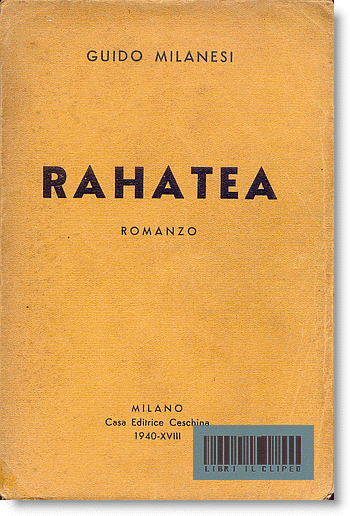 GUIDO MILANESI
RAHATEA
ROMANZO
MILANO
Casa Editrice Ceschina
1940-XVIII
LIBRI IL CLIPEO